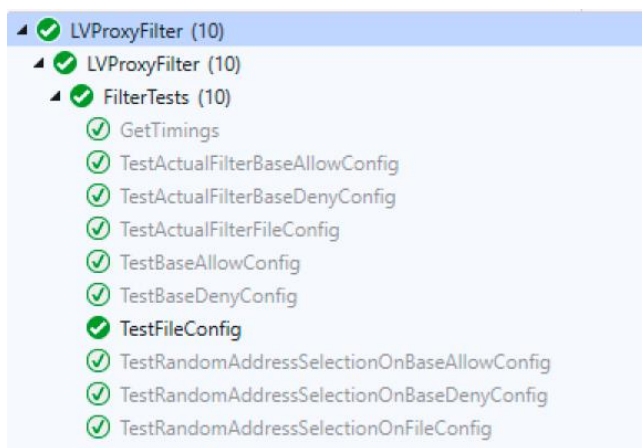 LVProxyFilter (10)
LVProxyFilter (10)
FilterTests (10)
GetTimings
TestActualFilterBaseAllowConfig
TestActualFilterBaseDenyConfig
TestActualFilterFileConfig
TestBaseAllowConfig
TestBaseDenyConfig
TestFileConfig
TestRandomAddressSelectionOnBaseAllowConfig
TestRandomAddressSelectionOnBaseDenyConfig
TestRandomAddressSelectionOnFileConfig